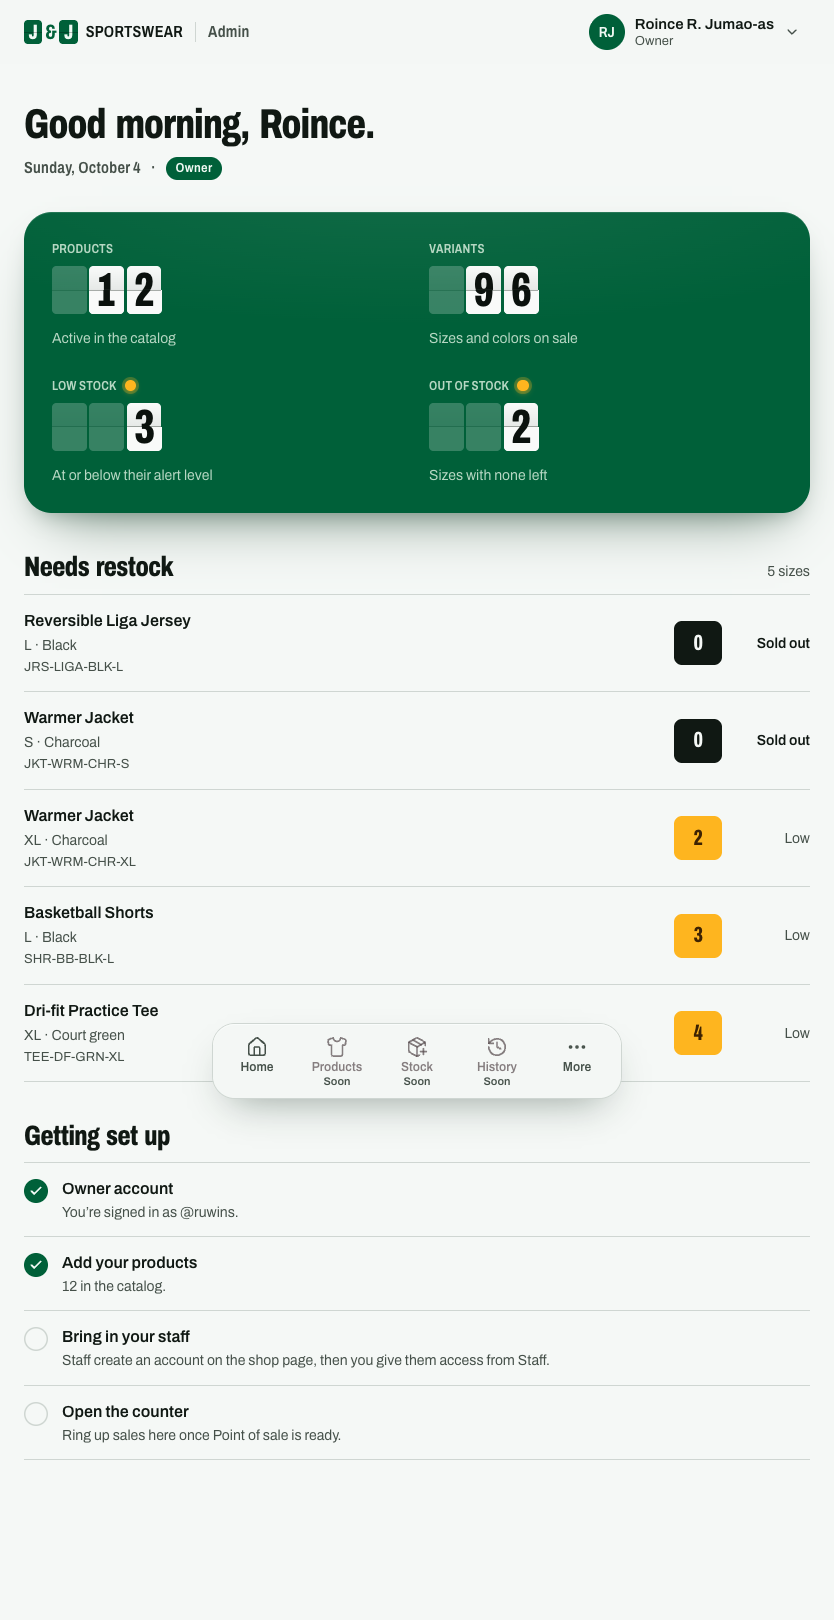 J & J SPORTSWEAR Admin
RJ
Roince R. Jumao-as
Owner
Good morning, Roince.
Sunday, October 4 · Owner
PRODUCTS
12
Active in the catalog
VARIANTS
96
Sizes and colors on sale
LOW STOCK
3
At or below their alert level
OUT OF STOCK
2
Sizes with none left
Needs restock
5 sizes
Reversible Liga Jersey
L · Black
JRS-LIGA-BLK-L
0
Sold out
Warmer Jacket
S · Charcoal
JKT-WRM-CHR-S
0
Sold out
Warmer Jacket
XL · Charcoal
JKT-WRM-CHR-XL
2
Low
Basketball Shorts
L · Black
SHR-BB-BLK-L
3
Low
Dri-fit Practice Tee
XL · Court green
TEE-DF-GRN-XL
4
Low
Home
Products
Soon
Stock
Soon
History
Soon
More
Getting set up
Owner account
You’re signed in as @ruwins.
Add your products
12 in the catalog.
Bring in your staff
Staff create an account on the shop page, then you give them access from Staff.
Open the counter
Ring up sales here once Point of sale is ready.